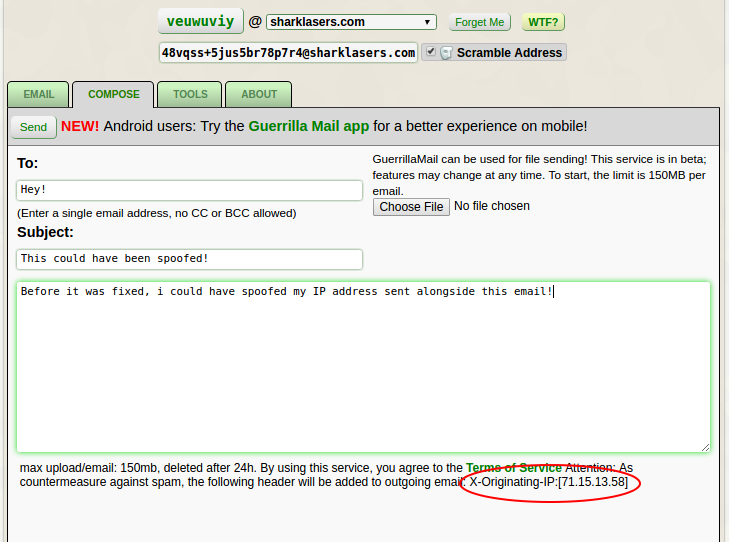 veuwuviy @ sharklasers.com Forget Me WTF?
48vqss+5jus5br78p7r4@sharklasers.com Scramble Address
EMAIL COMPOSE TOOLS ABOUT
Send NEW! Android users: Try the Guerrilla Mail app for a better experience on mobile!
To:
Hey!
(Enter a single email address, no CC or BCC allowed)
GuerrillaMail can be used for file sending! This service is in beta;
features may change at any time. To start, the limit is 150MB per
email.
Choose File No file chosen
Subject:
This could have been spoofed!
Before it was fixed, i could have spoofed my IP address sent alongside this email!
max upload/email: 150mb, deleted after 24h. By using this service, you agree to the Terms of Service Attention: As
countermeasure against spam, the following header will be added to outgoing email: X-Originating-IP:[71.15.13.58]